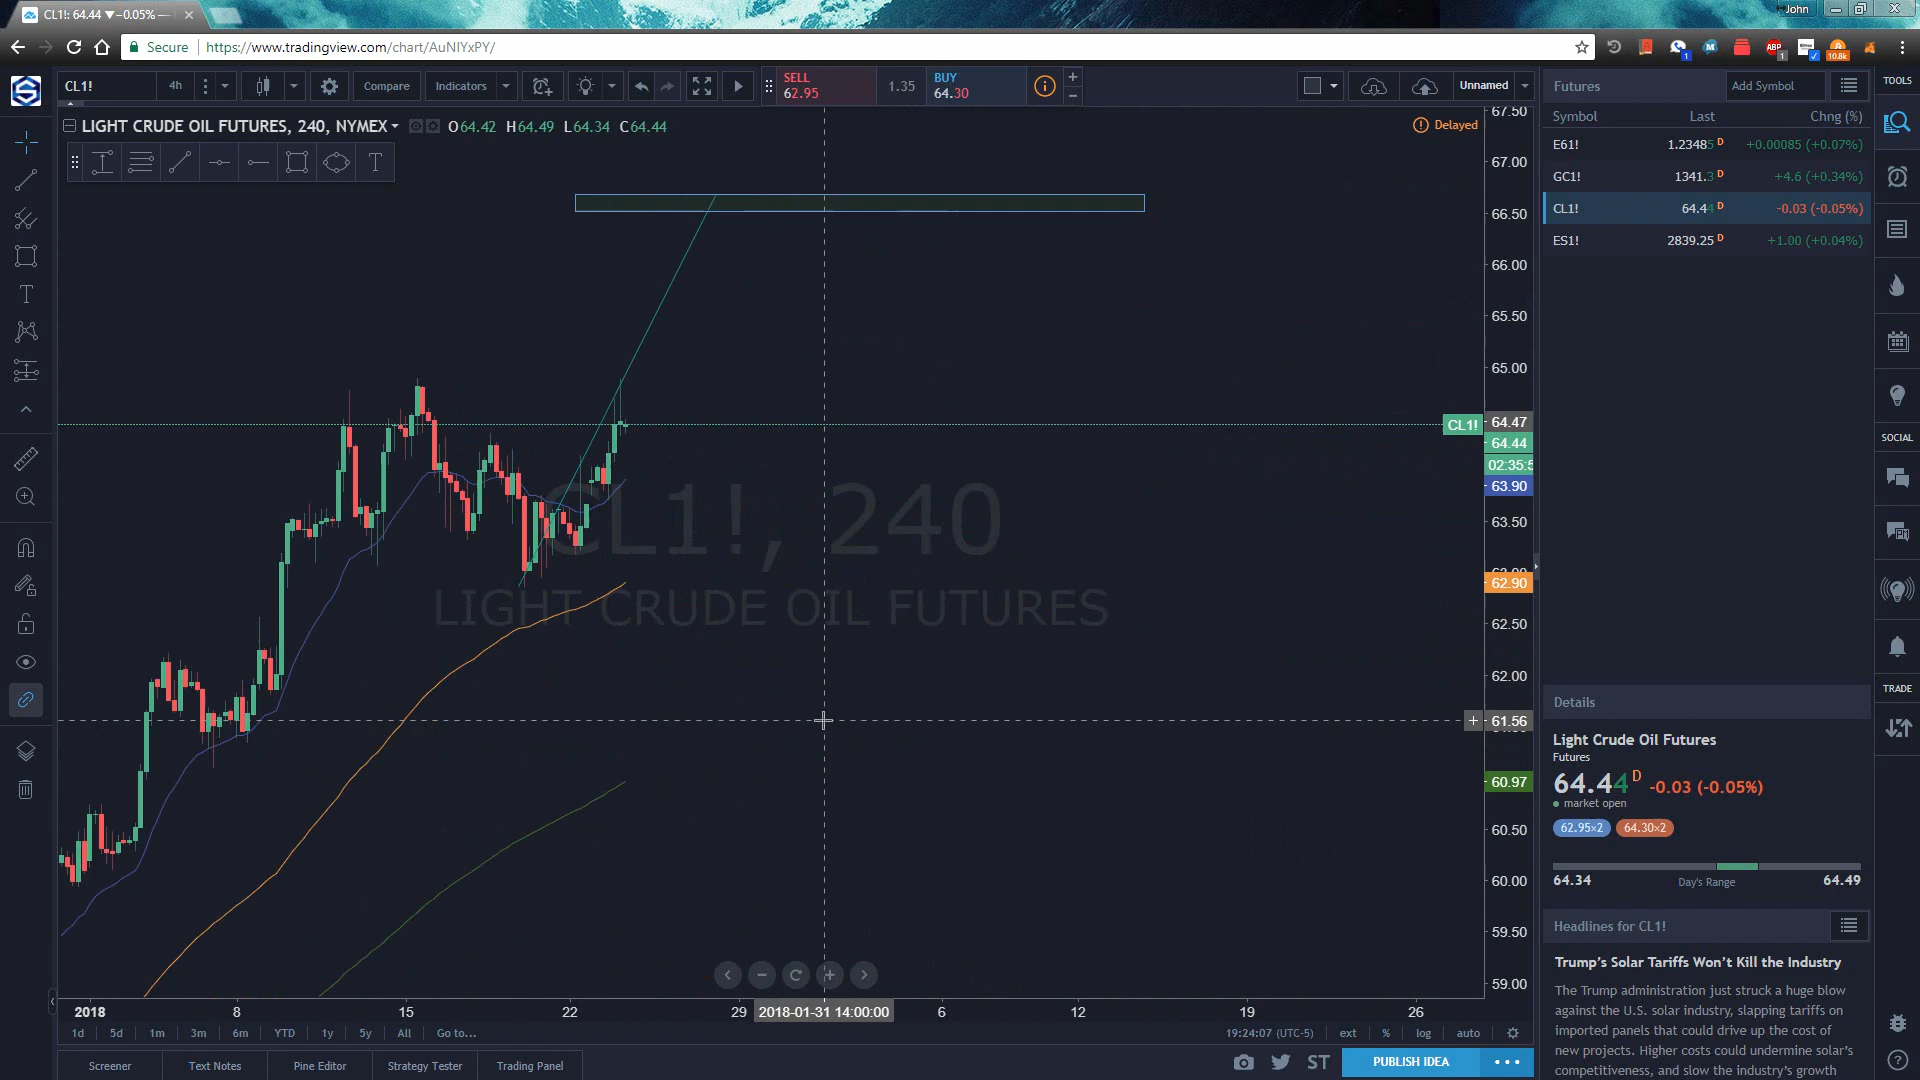 CL1!: 64.44 ▼−0.05% —
John
Secure
https://www.tradingview.com/chart/AuNIYxPY/
1
ABP
1
10.8k
CL1!
4h
Compare
Indicators
SELL
62.95
1.35
BUY
64.30
Unnamed
Futures
Add Symbol
TOOLS
LIGHT CRUDE OIL FUTURES, 240, NYMEX
O64.42 H64.49 L64.34 C64.44
Delayed
Symbol Last Chng (%)
E61! 1.23485 D +0.00085 (+0.07%)
GC1! 1341.3 D +4.6 (+0.34%)
CL1! 64.44 D -0.03 (-0.05%)
ES1! 2839.25 D +1.00 (+0.04%)
T
T
67.50
67.00
66.50
66.00
65.50
65.00
CL1! 64.47
64.44
02:35:5
63.90
63.50
62.90
62.50
62.00
61.56
60.97
60.50
60.00
59.50
59.00
CL1!, 240
LIGHT CRUDE OIL FUTURES
SOCIAL
TRADE
Details
Light Crude Oil Futures
Futures
64.44 D -0.03 (-0.05%)
market open
62.95×2 64.30×2
64.34 Day's Range 64.49
Headlines for CL1!
Trump's Solar Tariffs Won't Kill the Industry
The Trump administration just struck a huge blow
against the U.S. solar industry, slapping tariffs on
imported panels that could drive up the cost of
new projects. Higher costs could undermine solar's
competitiveness, and slow the industry's growth
2018 8 15 22 29 2018-01-31 14:00:00 6 12 19 26
1d 5d 1m 3m 6m YTD 1y 5y All Go to...
19:24:07 (UTC-5) ext % log auto
Screener Text Notes Pine Editor Strategy Tester Trading Panel
ST
PUBLISH IDEA